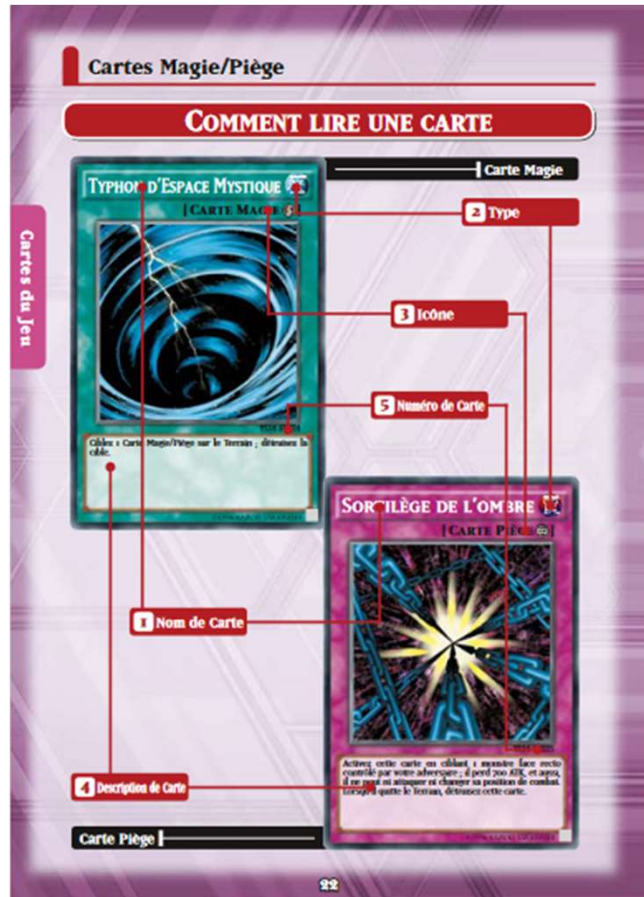 Cartes Magie/Piège
COMMENT LIRE UNE CARTE
Carte Magie
TYPHON D'ESPACE MYSTIQUE
[CARTE MAGIE]
2 Type
Cartes du Jeu
3 Icône
5 Numéro de Carte
Ciblez 1 Carte Magie/Piège sur le Terrain ; détruisez la
cible.
SORTILÈGE DE L'OMBRE
[CARTE PIÈGE]
1 Nom de Carte
Activez cette carte en ciblant 1 monstre face recto
contrôlé par votre adversaire ; il perd 700 ATK, et aussi,
il ne peut ni attaquer ni changer sa position de combat.
Lorsqu'il quitte le Terrain, détruisez cette carte.
4 Description de Carte
Carte Piège
22